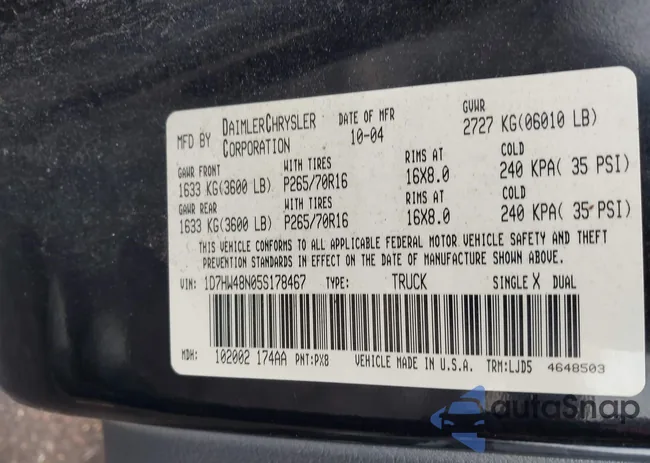 MFD BY DAIMLERCHRYSLER CORPORATION DATE OF MFR 10-04 GVWR 2727 KG(06010 LB)
GAWR FRONT WITH TIRES RIMS AT COLD
1633 KG(3600 LB) P265/70R16 16X8.0 240 KPA( 35 PSI)
GAWR REAR WITH TIRES RIMS AT COLD
1633 KG(3600 LB) P265/70R16 16X8.0 240 KPA( 35 PSI)
THIS VEHICLE CONFORMS TO ALL APPLICABLE FEDERAL MOTOR VEHICLE SAFETY AND THEFT
PREVENTION STANDARDS IN EFFECT ON THE DATE OF MANUFACTURE SHOWN ABOVE.
VIN: 1D7HW48N05S178467 TYPE: TRUCK SINGLE X DUAL
MDH: 102002 174AA PNT:PX8 VEHICLE MADE IN U.S.A. TRM:LJD5 4648503
autoSnap